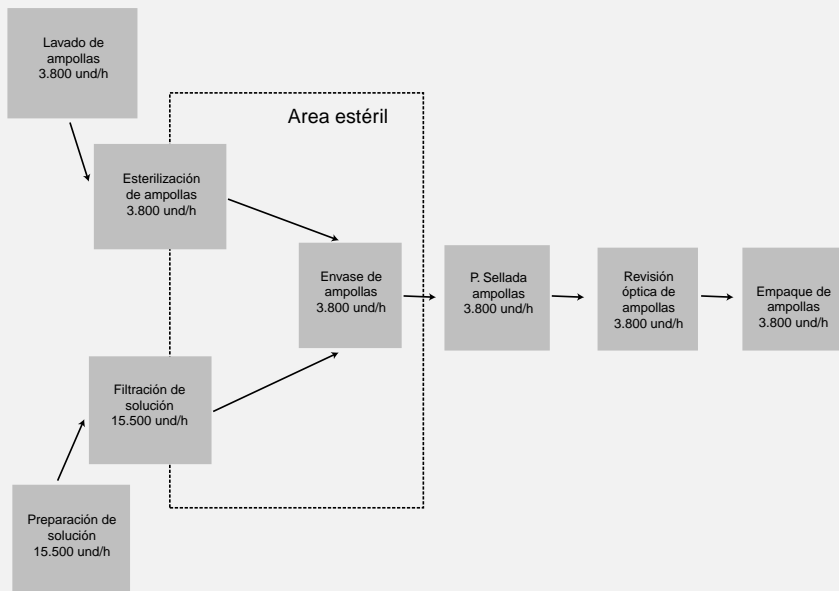 Lavado de
ampollas
3.800 und/h
Area estéril
Esterilización
de ampollas
3.800 und/h
Envase de
ampollas
3.800 und/h
P. Sellada
ampollas
3.800 und/h
Revisión
óptica de
ampollas
3.800 und/h
Empaque de
ampollas
3.800 und/h
Filtración de
solución
15.500 und/h
Preparación de
solución
15.500 und/h